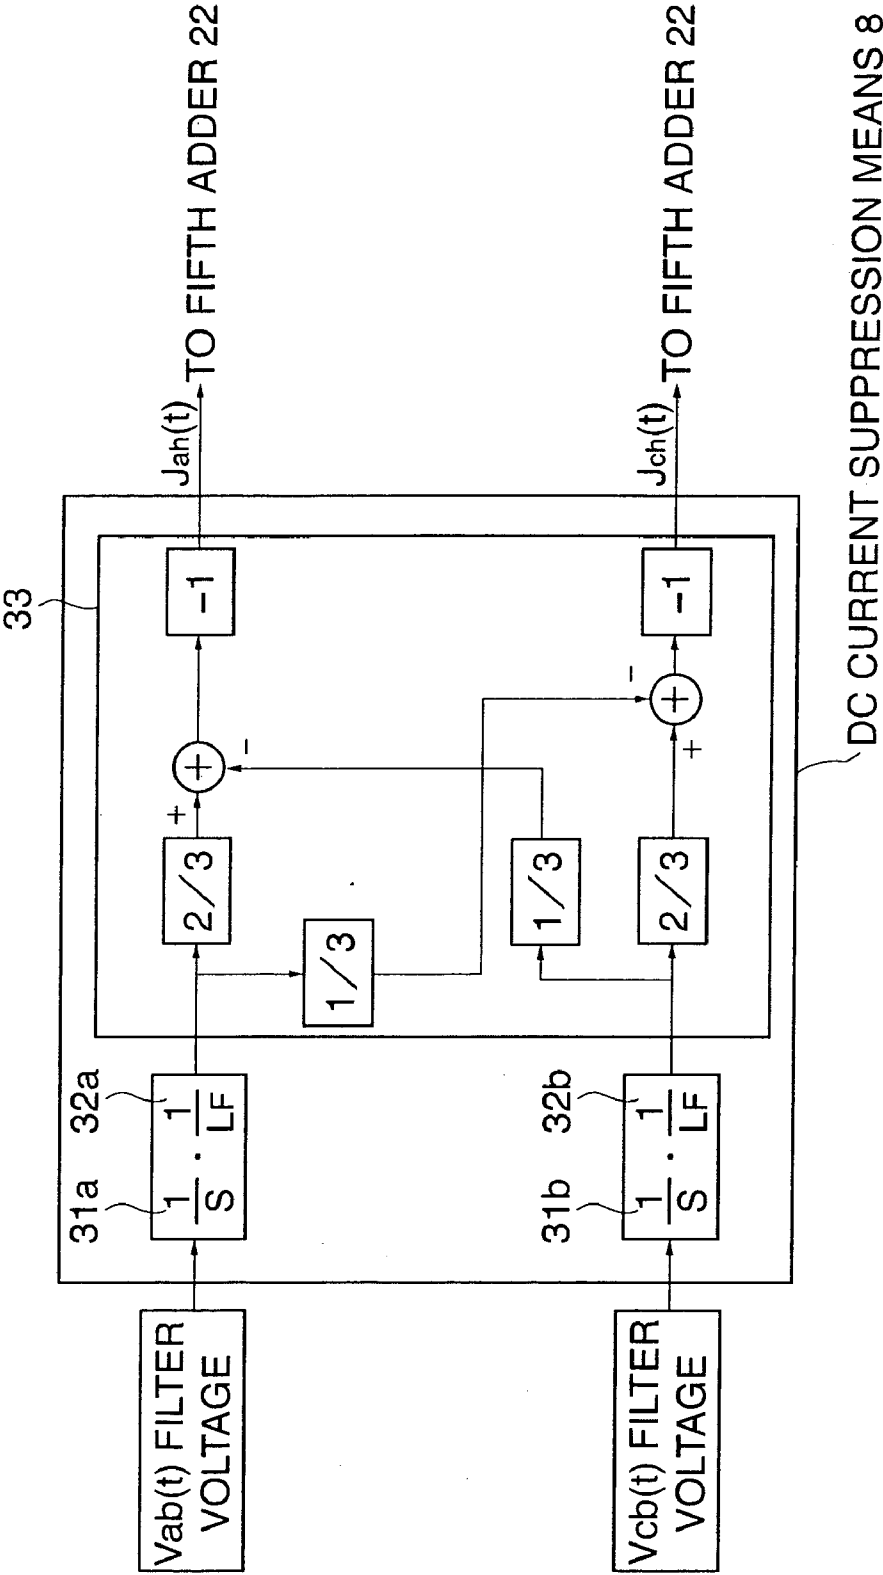 Vab(t) FILTER
VOLTAGE
31a
32a
1/S · 1/LF
2/3
+
+
-
-1
Jah(t)
TO FIFTH ADDER 22
33
1/3
1/3
Vcb(t) FILTER
VOLTAGE
31b
32b
1/S · 1/LF
2/3
+
+
-
-1
Jch(t)
TO FIFTH ADDER 22
DC CURRENT SUPPRESSION MEANS 8